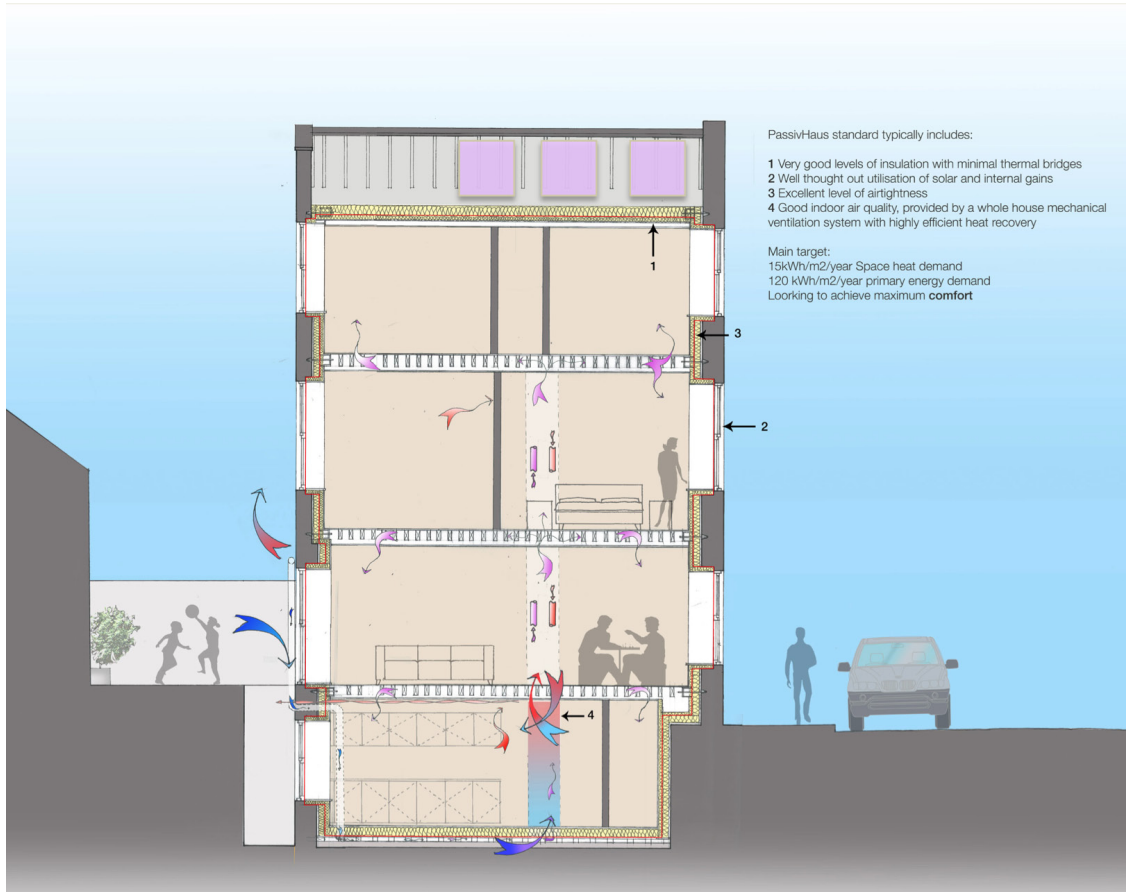 PassivHaus standard typically includes:
1 Very good levels of insulation with minimal thermal bridges
2 Well thought out utilisation of solar and internal gains
3 Excellent level of airtightness
4 Good indoor air quality, provided by a whole house mechanical
ventilation system with highly efficient heat recovery
Main target:
15kWh/m2/year Space heat demand
120 kWh/m2/year primary energy demand
Loorking to achieve maximum comfort
1
3
2
4